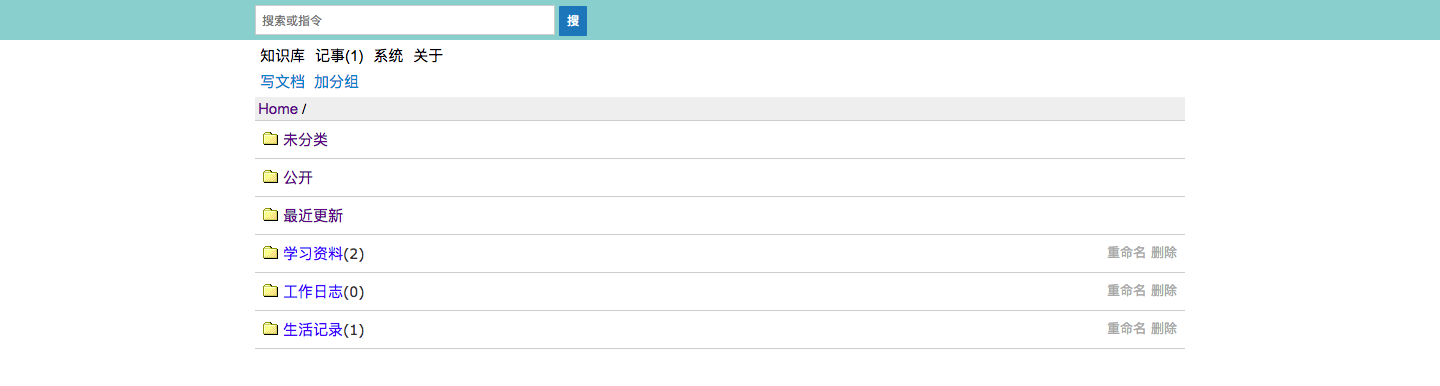 搜索或指令 搜
知识库 记事(1) 系统 关于
写文档 加分组
Home /
未分类
公开
最近更新
学习资料(2) 重命名 删除
工作日志(0) 重命名 删除
生活记录(1) 重命名 删除